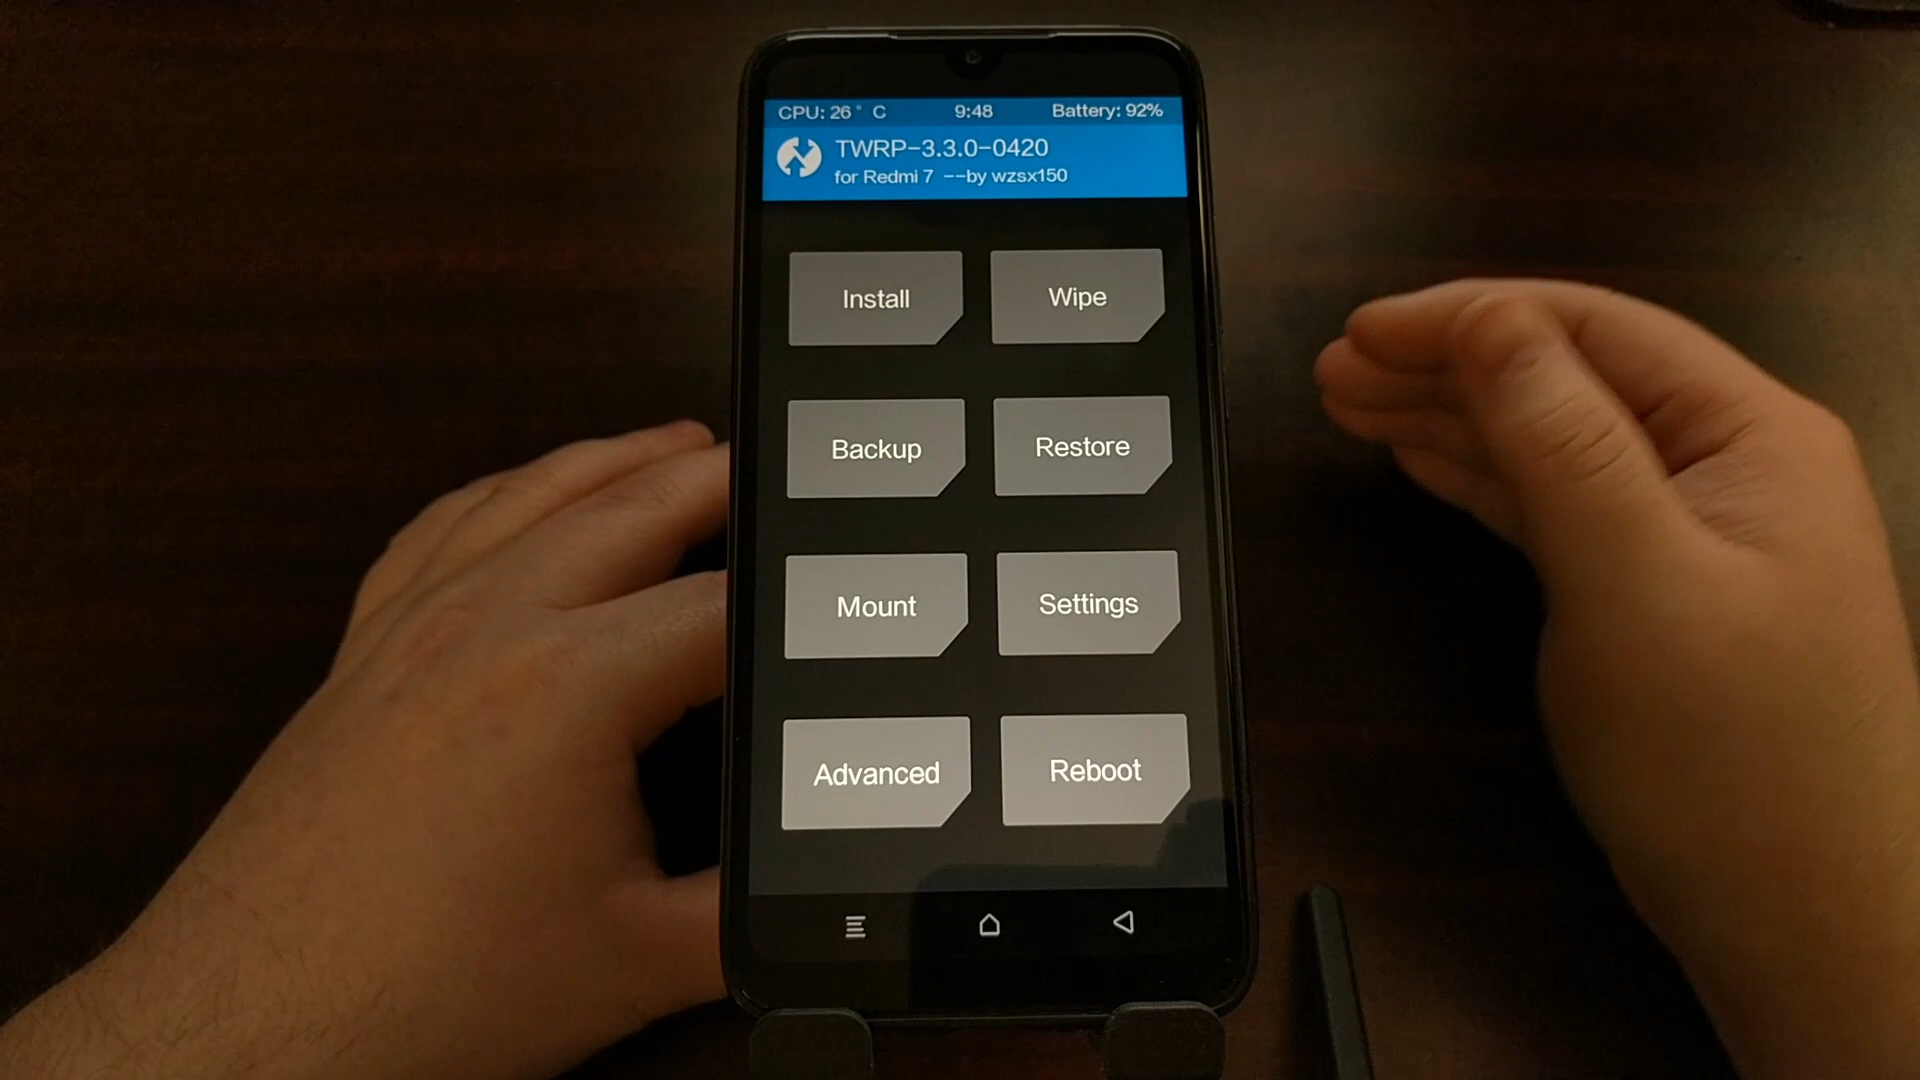 CPU: 26° C 9:48 Battery: 92%
TWRP-3.3.0-0420
for Redmi 7 --by wzsx150
Install Wipe
Backup Restore
Mount Settings
Advanced Reboot